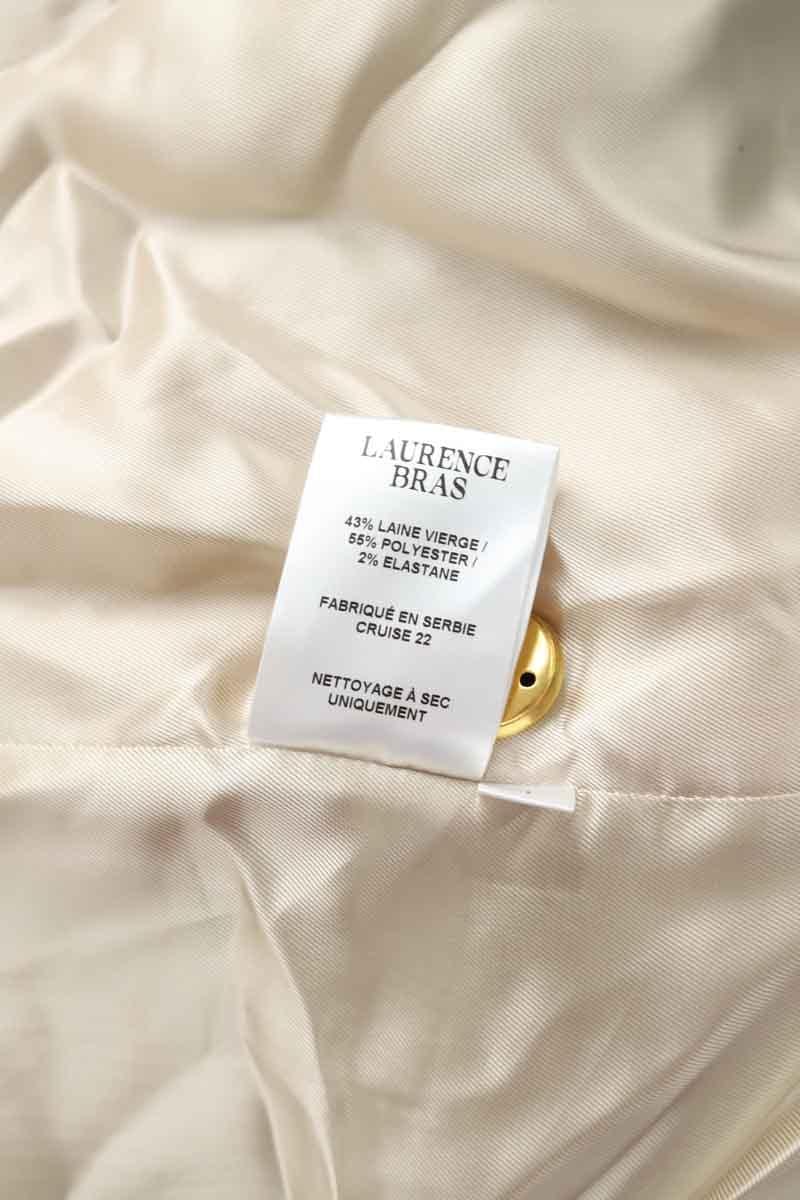 LAURENCE
BRAS
43% LAINE VIERGE /
55% POLYESTER /
2% ELASTANE
FABRIQUÉ EN SERBIE
CRUISE 22
NETTOYAGE À SEC
UNIQUEMENT